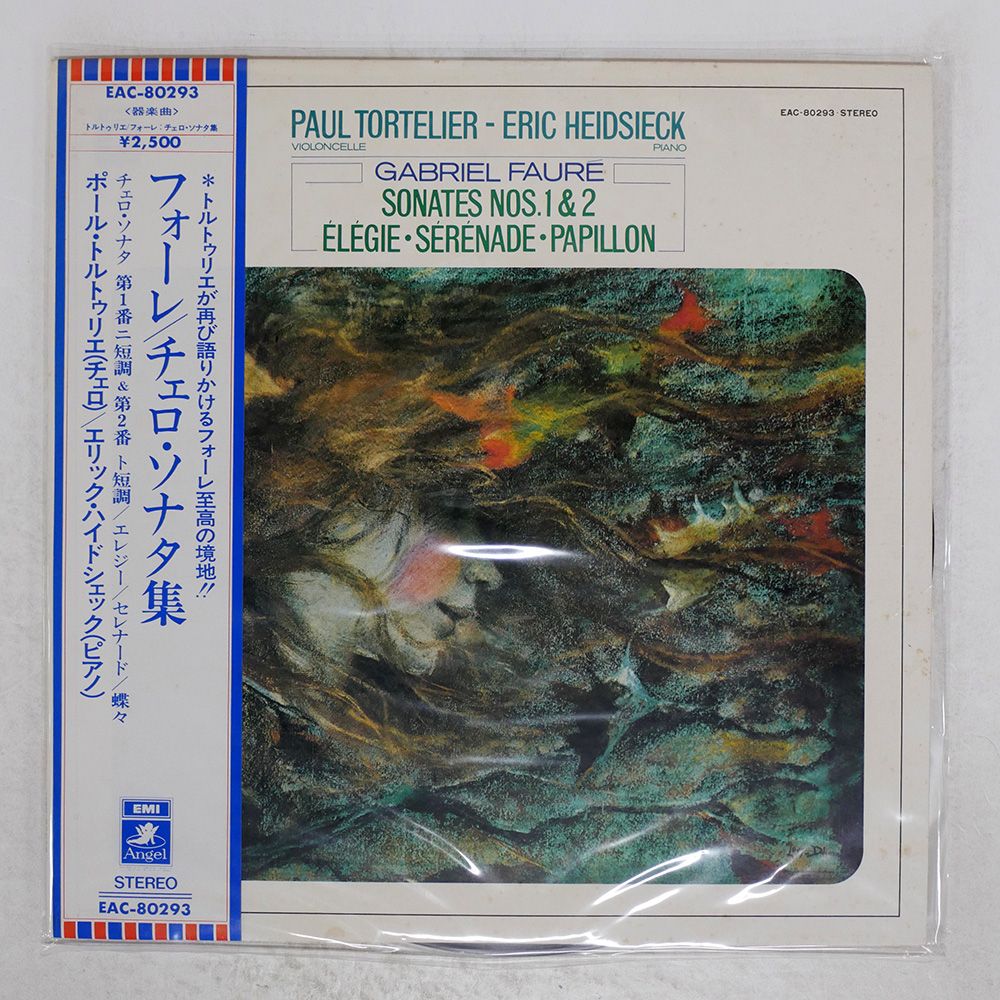 EAC-80293
〈器楽曲〉
トルトゥリエ/フォーレ:チェロ・ソナタ集
¥2,500
*トルトゥリエが再び語りかけるフォーレ至高の境地!!
フォーレ/チェロ・ソナタ集
チェロ・ソナタ 第1番ニ短調&第2番 ト短調/エレジー/セレナード/蝶々
ポール・トルトゥリエ(チェロ)/エリック・ハイドシェック(ピアノ)
EMI
Angel
STEREO
EAC-80293
EAC-80293・STEREO
PAUL TORTELIER - ERIC HEIDSIECK
VIOLONCELLE PIANO
GABRIEL FAURÉ
SONATES NOS.1 & 2
ÉLÉGIE・SÉRÉNADE・PAPILLON